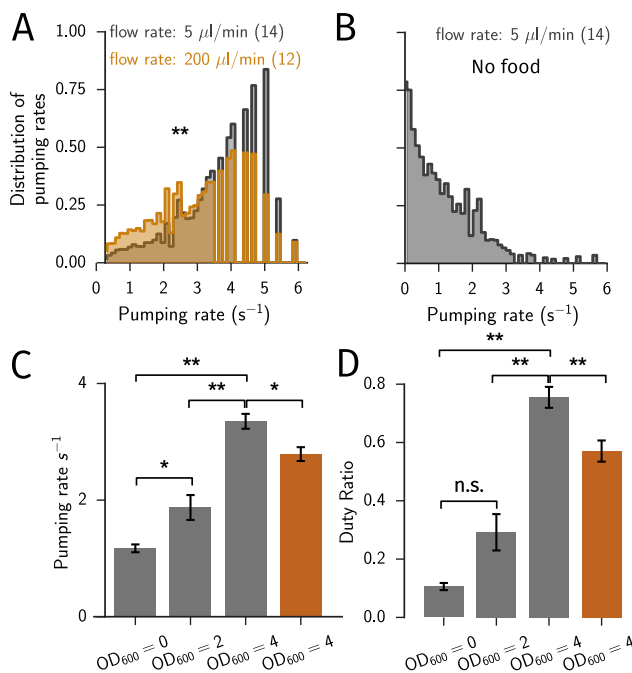 A
flow rate: 5 μl/min (14)
flow rate: 200 μl/min (12)
**
Distribution of
pumping rates
1.00
0.75
0.50
0.25
0.00
0 1 2 3 4 5 6
Pumping rate (s⁻¹)
B
flow rate: 5 μl/min (14)
No food
0 1 2 3 4 5 6
Pumping rate (s⁻¹)
C
**
**
*
*
Pumping rate s⁻¹
4
2
0
OD₆₀₀ = 0
OD₆₀₀ = 2
OD₆₀₀ = 4
OD₆₀₀ = 4
D
**
**
**
n.s.
Duty Ratio
0.8
0.6
0.4
0.2
0.0
OD₆₀₀ = 0
OD₆₀₀ = 2
OD₆₀₀ = 4
OD₆₀₀ = 4